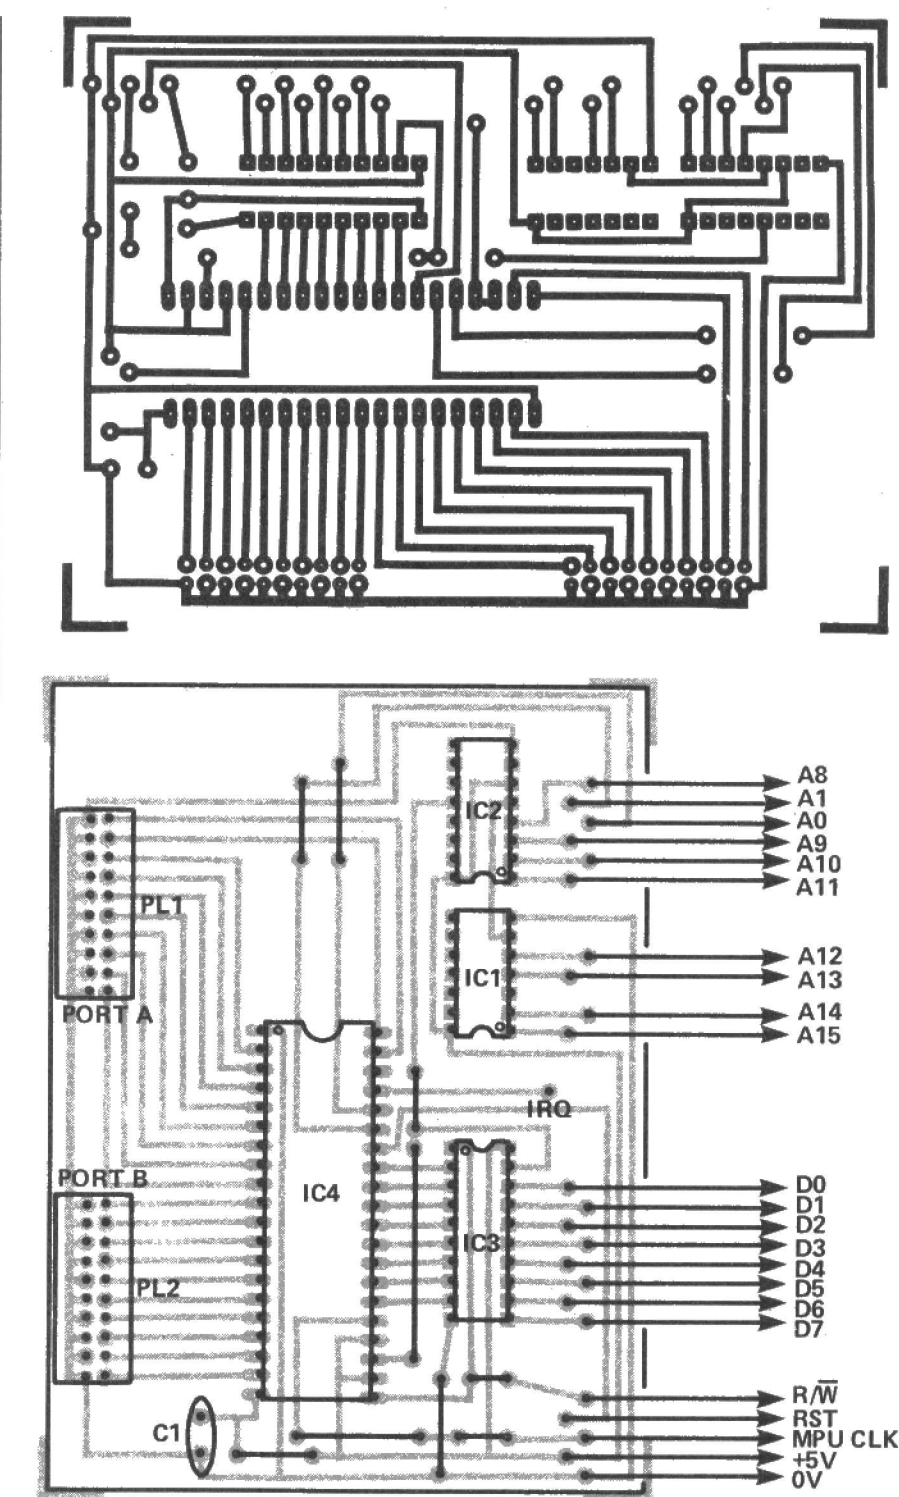 A8
A1
IC2
A0
A9
A10
A11
PL1
A12
IC1
A13
PORT A
A14
A15
IRQ
PORT B
IC4
D0
D1
D2
IC3
D3
D4
PL2
D5
D6
D7
R/W̅
C1
RST
MPU CLK
+5V
0V